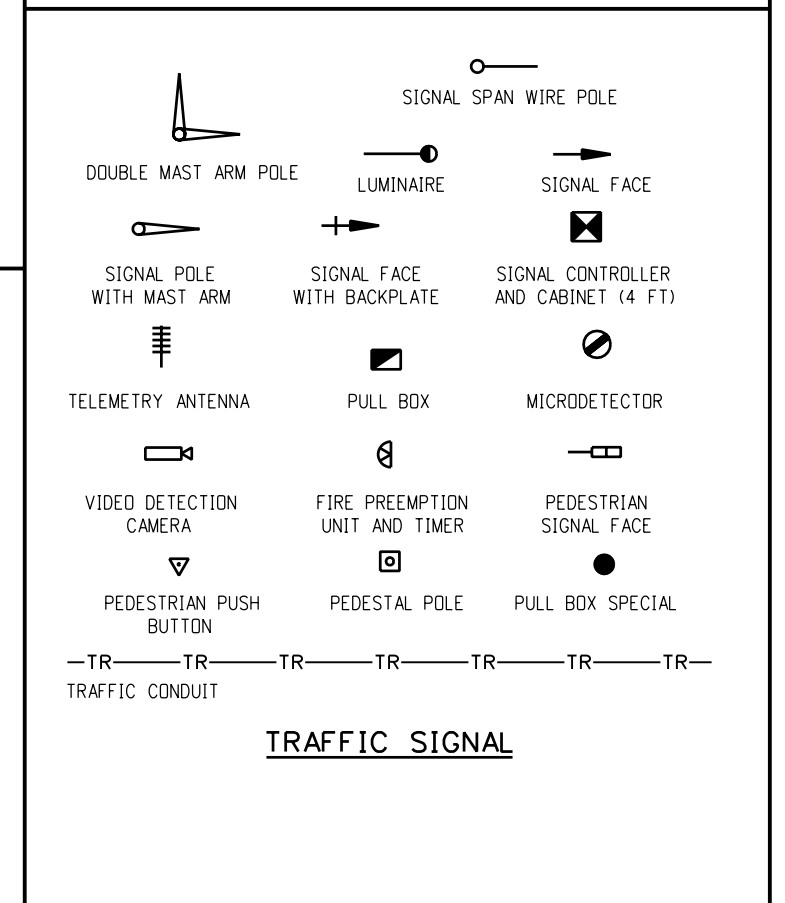 SIGNAL SPAN WIRE POLE
DOUBLE MAST ARM POLE
LUMINAIRE
SIGNAL FACE
SIGNAL POLE
WITH MAST ARM
SIGNAL FACE
WITH BACKPLATE
SIGNAL CONTROLLER
AND CABINET (4 FT)
TELEMETRY ANTENNA
PULL BOX
MICRODETECTOR
VIDEO DETECTION
CAMERA
FIRE PREEMPTION
UNIT AND TIMER
PEDESTRIAN
SIGNAL FACE
PEDESTRIAN PUSH
BUTTON
PEDESTAL POLE
PULL BOX SPECIAL
TR TR TR TR TR TR TR
TRAFFIC CONDUIT
TRAFFIC SIGNAL